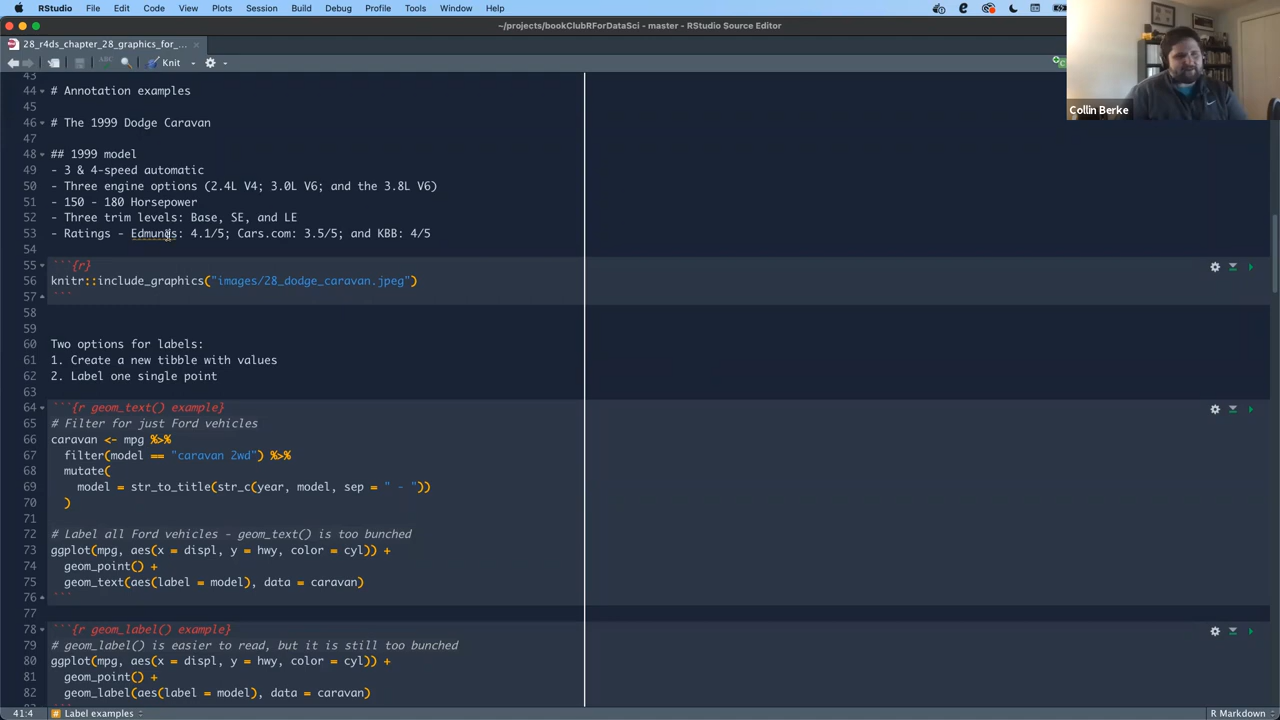 RStudio File Edit Code View Plots Session Build Debug Profile Tools Window Help
~/projects/bookClubRForDataSci - master - RStudio Source Editor
28_r4ds_chapter_28_graphics_for_...
Knit
43
44 # Annotation examples
45
46 # The 1999 Dodge Caravan
47
48 ## 1999 model
49 - 3 & 4-speed automatic
50 - Three engine options (2.4L V4; 3.0L V6; and the 3.8L V6)
51 - 150 - 180 Horsepower
52 - Three trim levels: Base, SE, and LE
53 - Ratings - Edmunds: 4.1/5; Cars.com: 3.5/5; and KBB: 4/5
54
55 ```{r}
56 knitr::include_graphics("images/28_dodge_caravan.jpeg")
57 ```
58
59
60 Two options for labels:
61 1. Create a new tibble with values
62 2. Label one single point
63
64 ```{r geom_text() example}
65 # Filter for just Ford vehicles
66 caravan <- mpg %>%
67 filter(model == "caravan 2wd") %>%
68 mutate(
69 model = str_to_title(str_c(year, model, sep = " - "))
70 )
71
72 # Label all Ford vehicles - geom_text() is too bunched
73 ggplot(mpg, aes(x = displ, y = hwy, color = cyl)) +
74 geom_point() +
75 geom_text(aes(label = model), data = caravan)
76 ```
77
78 ```{r geom_label() example}
79 # geom_label() is easier to read, but it is still too bunched
80 ggplot(mpg, aes(x = displ, y = hwy, color = cyl)) +
81 geom_point() +
82 geom_label(aes(label = model), data = caravan)
41:4 # Label examples R Markdown
Collin Berke